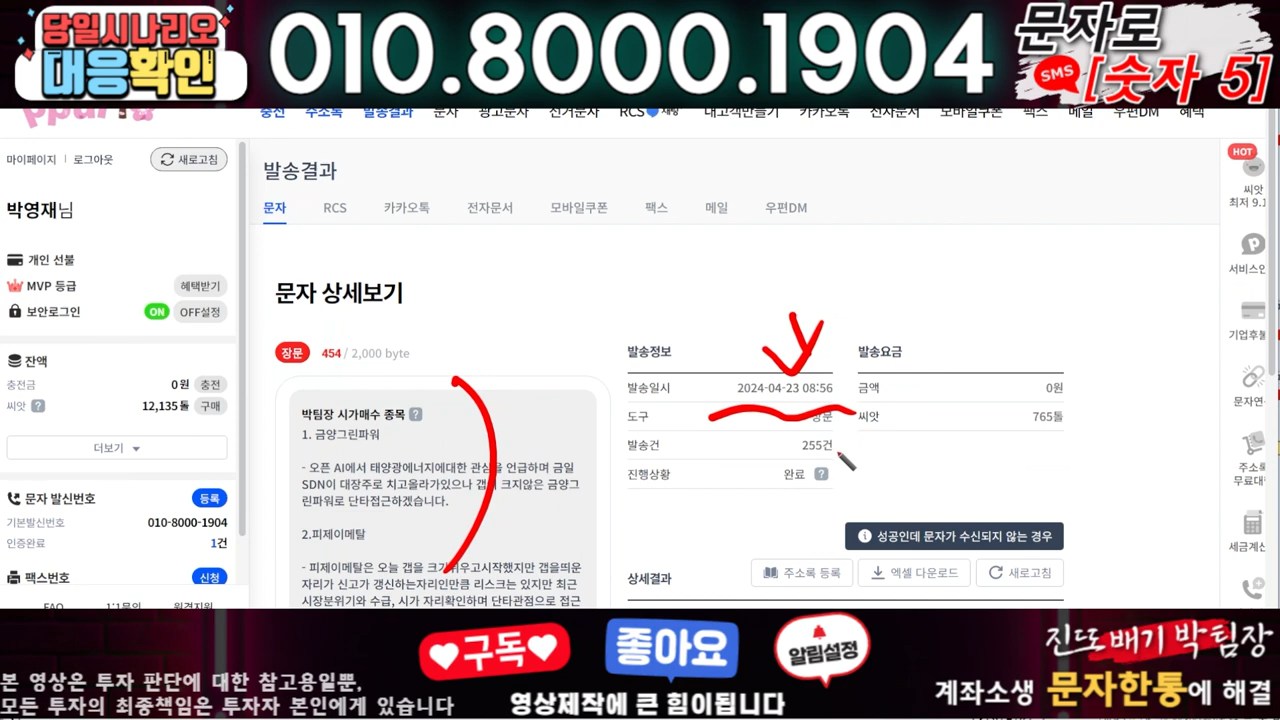 당일시나리오
대응확인
010.8000.1904
문자로
SMS [숫자 5]
ppurio
충전 주소록 발송결과 문자 광고문자 선거문자 RCS 채팅 내고객만들기 카카오톡 전자문서 모바일쿠폰 팩스 메일 우편DM 혜택
마이페이지 | 로그아웃 새로고침
박영재님
개인 선불
MVP 등급 혜택받기
보안로그인 ON OFF설정
잔액
충전금 0원 충전
씨앗 ? 12,135톨 구매
더보기
문자 발신번호 등록
기본발신번호 010-8000-1904
인증완료 1건
팩스번호 신청
FAQ 1:1문의 원격지원
발송결과
문자 RCS 카카오톡 전자문서 모바일쿠폰 팩스 메일 우편DM
문자 상세보기
장문 454 / 2,000 byte
박팀장 시가매수 종목 ?
1. 금양그린파워
- 오픈 AI에서 태양광에너지에대한 관심을 언급하며 금일
SDN이 대장주로 치고올라가있으나 갭이 크지않은 금양그
린파워로 단타접근하겠습니다.
2.피제이메탈
- 피제이메탈은 오늘 갭을 크게띄우고시작했지만 갭을띄운
자리가 신고가 갱신하는자리인만큼 리스크는 있지만 최근
시장분위기와 수급, 시가 자리확인하며 단타관점으로 접근
발송정보
발송일시 2024-04-23 08:56
도구 장문
발송건 255건
진행상황 완료 ?
발송요금
금액 0원
씨앗 765톨
성공인데 문자가 수신되지 않는 경우
상세결과 주소록 등록 엑셀 다운로드 새로고침
HOT
씨앗
최저 9.
서비스안
기업후불
문자연
주소록
무료대
세금계산
구독
좋아요
알림설정
영상제작에 큰 힘이됩니다
본 영상은 투자 판단에 대한 참고용일뿐,
모든 투자의 최종책임은 투자자 본인에게 있습니다
진또배기 박팀장
계좌소생 문자한통에 해결